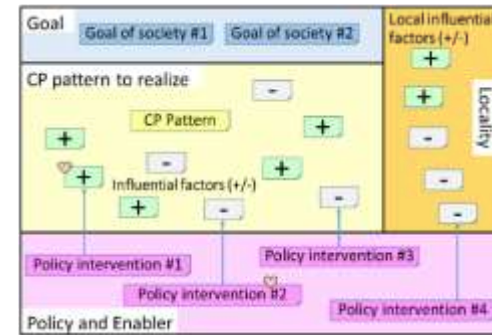 Goal
Goal of society #1
Goal of society #2
Local influential
factors (+/-)
+
+
-
-
-
Locality
CP pattern to realize
-
CP Pattern
+
+
-
+
+
Influential factors (+/-)
+
-
-
Policy intervention #1
Policy intervention #2
Policy intervention #3
Policy intervention #4
Policy and Enabler